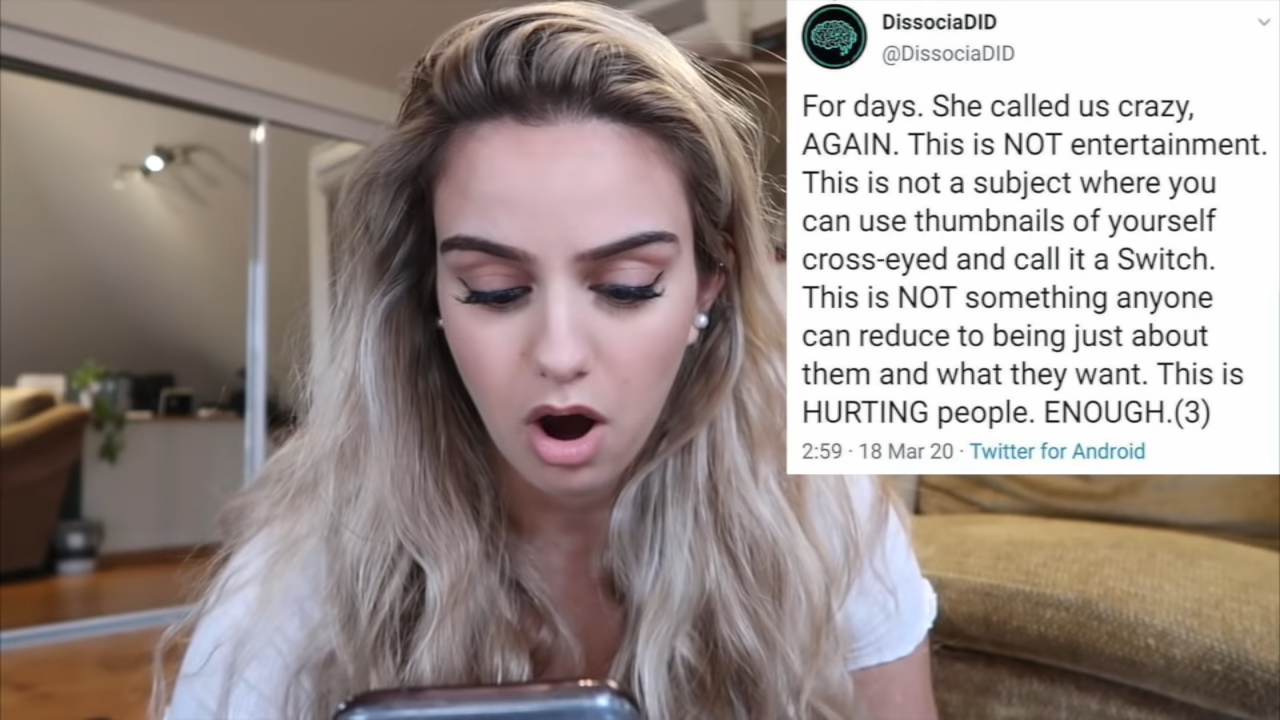 DissociaDID
@DissociaDID
For days. She called us crazy,
AGAIN. This is NOT entertainment.
This is not a subject where you
can use thumbnails of yourself
cross-eyed and call it a Switch.
This is NOT something anyone
can reduce to being just about
them and what they want. This is
HURTING people. ENOUGH.(3)
2:59 · 18 Mar 20 · Twitter for Android